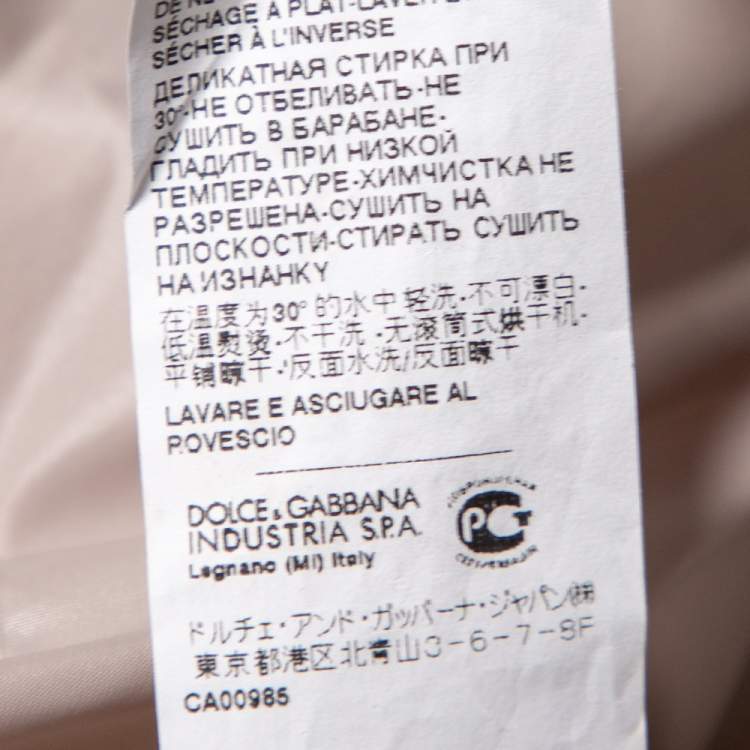 SÉCHAGE À PLAT-LAVER
SÉCHER À L'INVERSE
ДЕЛИКАТНАЯ СТИРКА ПРИ
30°-НЕ ОТБЕЛИВАТЬ-НЕ
СУШИТЬ В БАРАБАНЕ-
ГЛАДИТЬ ПРИ НИЗКОЙ
ТЕМПЕРАТУРЕ-ХИМЧИСТКА НЕ
РАЗРЕШЕНА-СУШИТЬ НА
ПЛОСКОСТИ-СТИРАТЬ СУШИТЬ
НА ИЗНАНКУ
在温度为30°的水中轻洗·不可漂白·
低温熨烫·不干洗·无滚筒式烘干机·
平铺晾干·反面水洗/反面晾干
LAVARE E ASCIUGARE AL
ROVESCIO
DOLCE & GABBANA
INDUSTRIA S.P.A.
Legnano (MI) Italy
РСТ
ドルチェ・アンド・ガッバーナ・ジャパン㈱
東京都港区北青山3-6-7-8F
CA00985